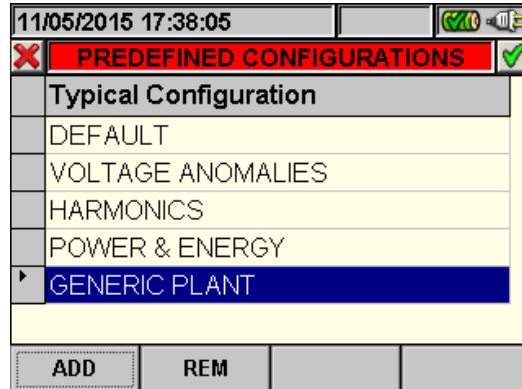 11/05/2015 17:38:05
PREDEFINED CONFIGURATIONS
Typical Configuration
DEFAULT
VOLTAGE ANOMALIES
HARMONICS
POWER & ENERGY
GENERIC PLANT
ADD REM